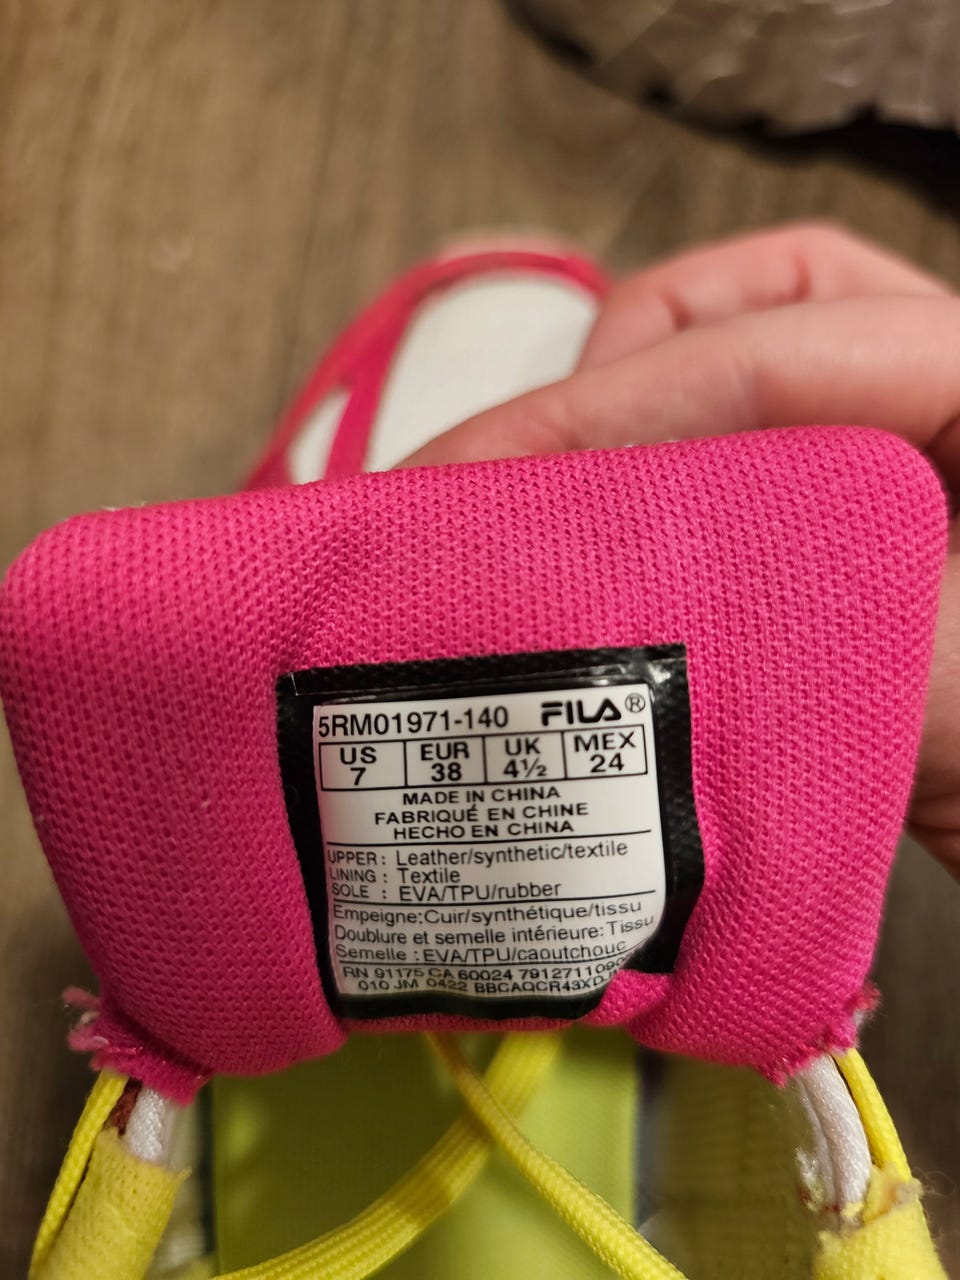 5RM01971-140 FILA®
US EUR UK MEX
7 38 4½ 24
MADE IN CHINA
FABRIQUÉ EN CHINE
HECHO EN CHINA
UPPER : Leather/synthetic/textile
LINING : Textile
SOLE : EVA/TPU/rubber
Empeigne:Cuir/synthétique/tissu
Doublure et semelle intérieure: Tissu
Semelle :EVA/TPU/caoutchouc
RN 91175 CA 60024
010 JM 0422